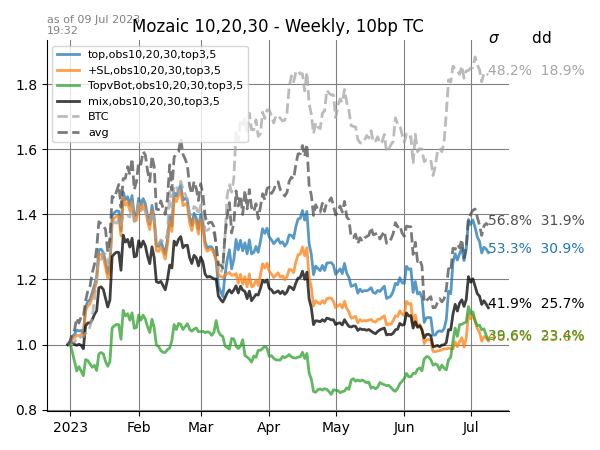 as of 09 Jul 2023
19:32
Mozaic 10,20,30 - Weekly, 10bp TC
σ dd
top,obs10,20,30,top3,5
+SL,obs10,20,30,top3,5
TopvBot,obs10,20,30,top3,5
mix,obs10,20,30,top3,5
BTC
avg
48.2% 18.9%
56.8% 31.9%
53.3% 30.9%
41.9% 25.7%
39.6% 23.4%
1.8
1.6
1.4
1.2
1.0
0.8
2023 Feb Mar Apr May Jun Jul